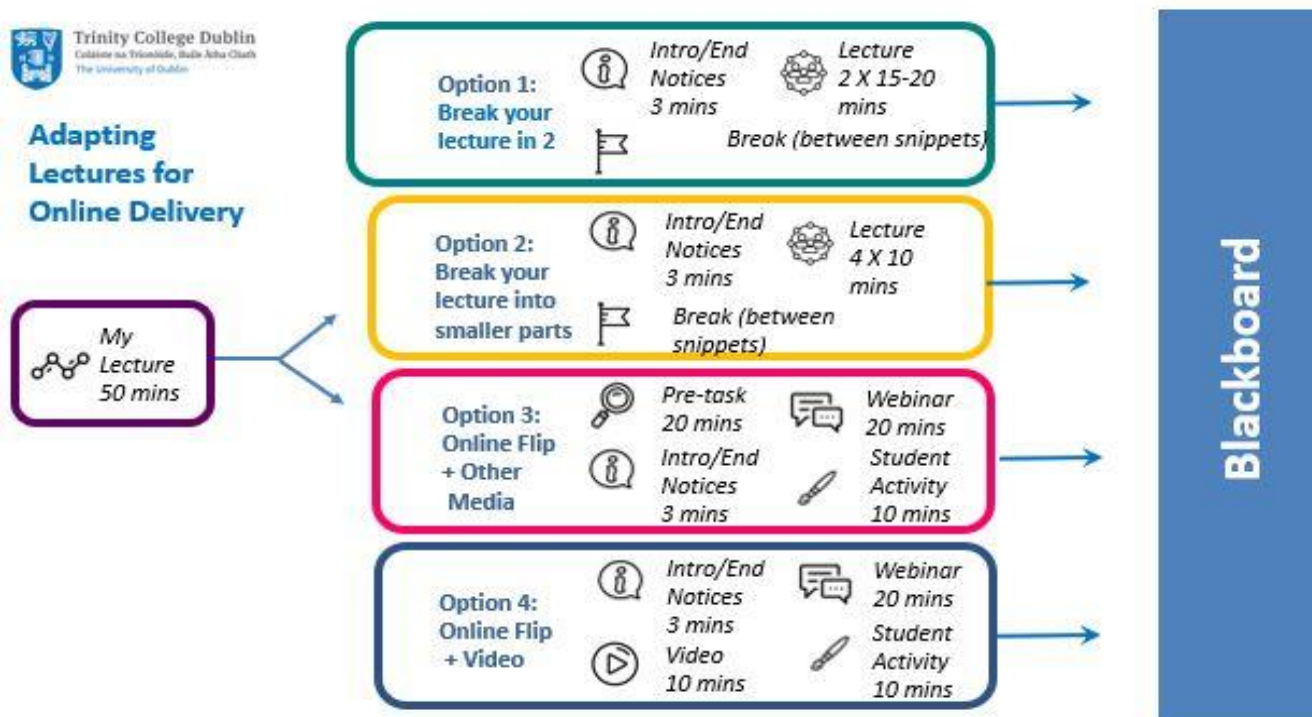 Trinity College Dublin
Coláiste na Tríonóide, Baile Átha Cliath
The University of Dublin
Adapting
Lectures for
Online Delivery
My
Lecture
50 mins
Option 1:
Break your
lecture in 2
Intro/End
Notices
3 mins
Lecture
2 X 15-20
mins
Break (between snippets)
Option 2:
Break your
lecture into
smaller parts
Intro/End
Notices
3 mins
Lecture
4 X 10
mins
Break (between
snippets)
Option 3:
Online Flip
+ Other
Media
Pre-task
20 mins
Webinar
20 mins
Intro/End
Notices
3 mins
Student
Activity
10 mins
Option 4:
Online Flip
+ Video
Intro/End
Notices
3 mins
Webinar
20 mins
Video
10 mins
Student
Activity
10 mins
Blackboard